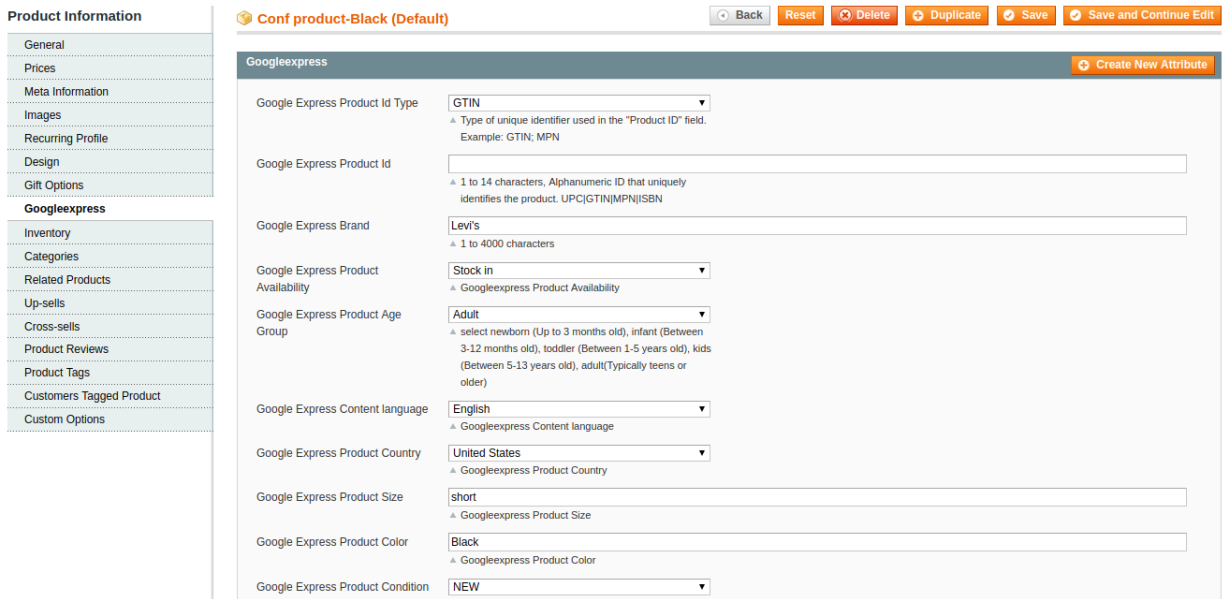 Product Information
General
Prices
Meta Information
Images
Recurring Profile
Design
Gift Options
Googleexpress
Inventory
Categories
Related Products
Up-sells
Cross-sells
Product Reviews
Product Tags
Customers Tagged Product
Custom Options
Conf product-Black (Default)
Back Reset Delete Duplicate Save Save and Continue Edit
Googleexpress
Create New Attribute
Google Express Product Id Type
GTIN
Type of unique identifier used in the "Product ID" field.
Example: GTIN; MPN
Google Express Product Id
1 to 14 characters, Alphanumeric ID that uniquely
identifies the product. UPC|GTIN|MPN|ISBN
Google Express Brand
Levi's
1 to 4000 characters
Google Express Product
Availability
Stock in
Googleexpress Product Availability
Google Express Product Age
Group
Adult
select newborn (Up to 3 months old), infant (Between
3-12 months old), toddler (Between 1-5 years old), kids
(Between 5-13 years old), adult(Typically teens or
older)
Google Express Content language
English
Googleexpress Content language
Google Express Product Country
United States
Googleexpress Product Country
Google Express Product Size
short
Googleexpress Product Size
Google Express Product Color
Black
Googleexpress Product Color
Google Express Product Condition
NEW